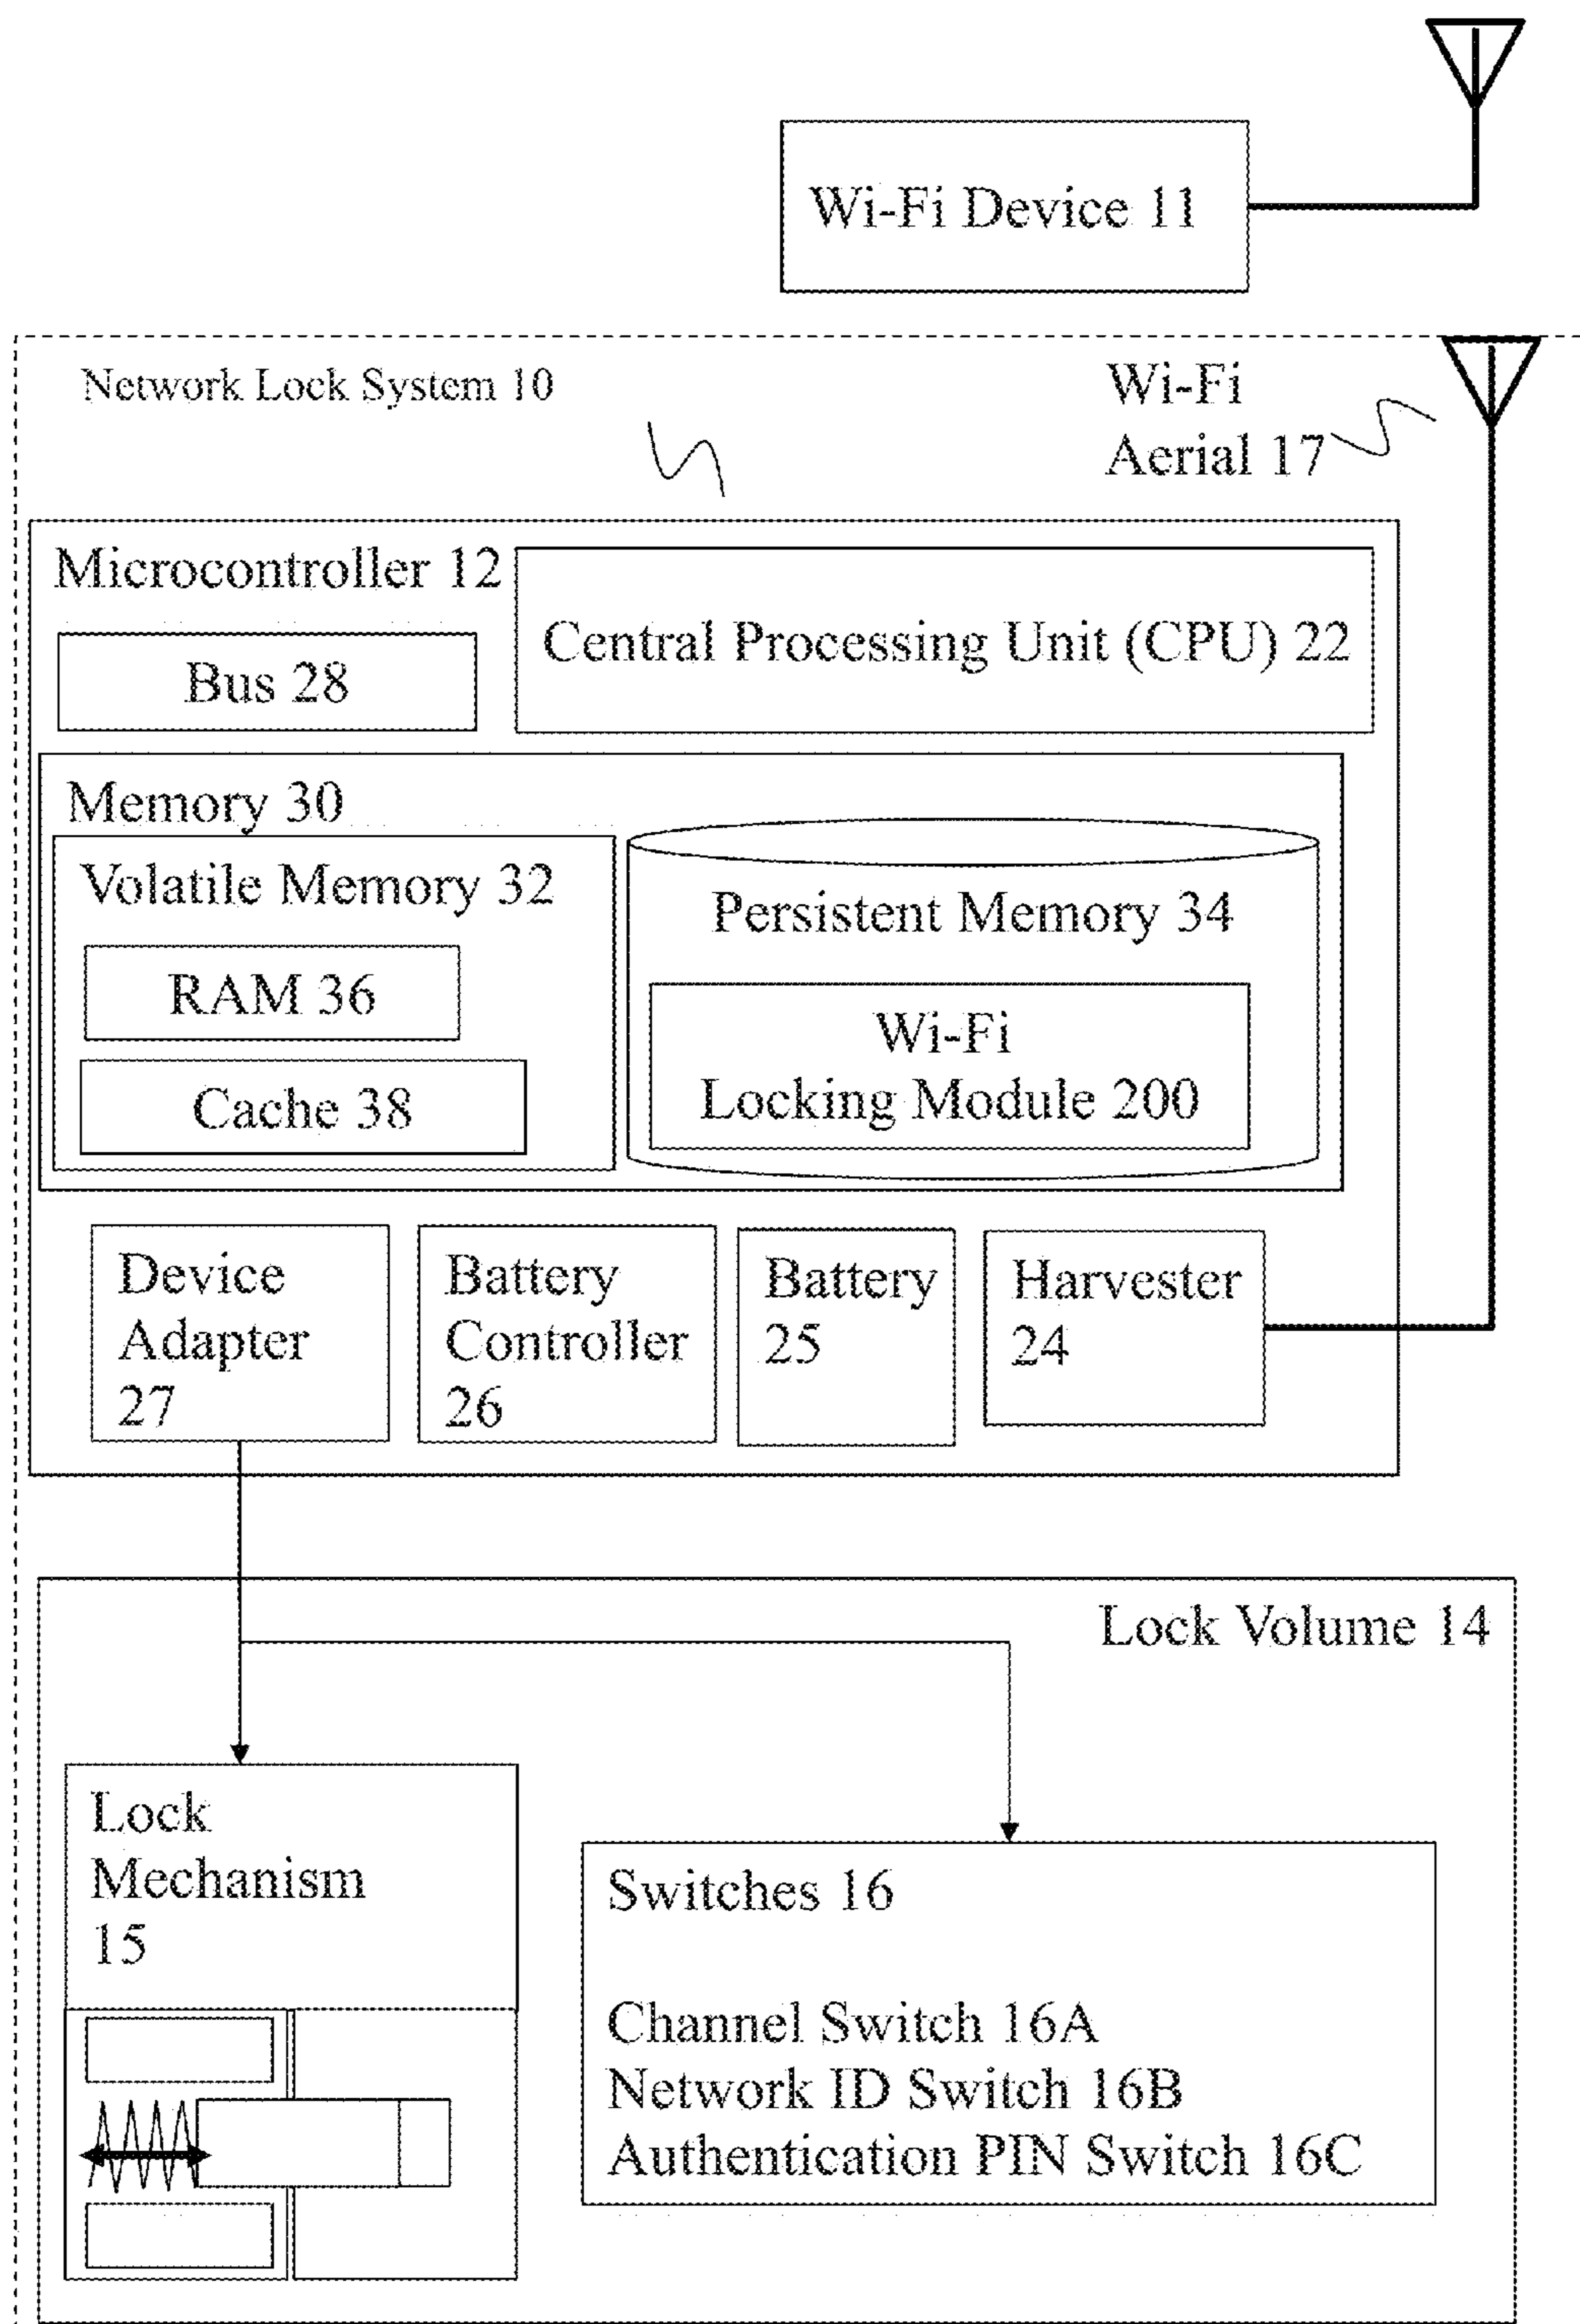 Wi-Fi Device 11
Network Lock System 10
Wi-Fi
Aerial 17
Microcontroller 12
Central Processing Unit (CPU) 22
Bus 28
Memory 30
Volatile Memory 32
RAM 36
Cache 38
Persistent Memory 34
Wi-Fi
Locking Module 200
Device
Adapter
27
Battery
Controller
26
Battery
25
Harvester
24
Lock Volume 14
Lock
Mechanism
15
Switches 16
Channel Switch 16A
Network ID Switch 16B
Authentication PIN Switch 16C